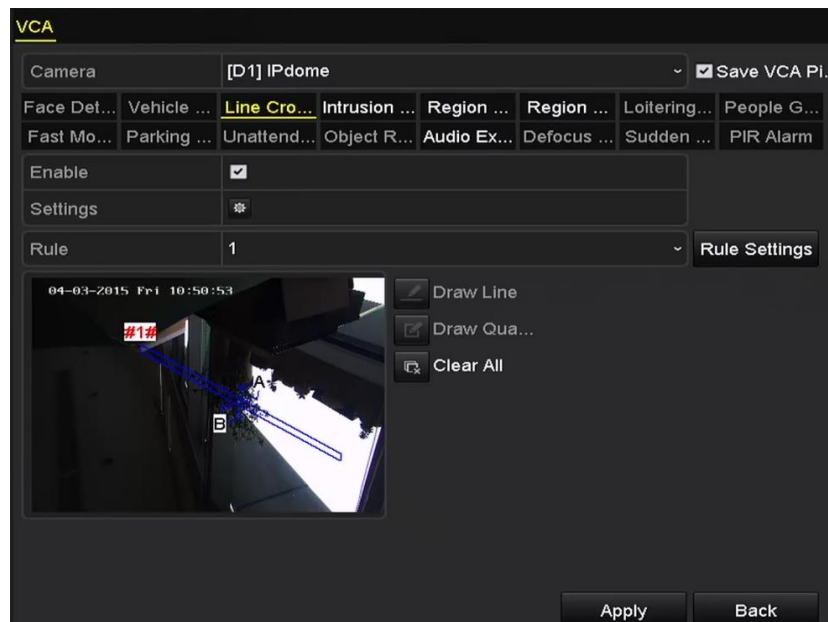 VCA
Camera [D1] IPdome Save VCA Pi.
Face Det... Vehicle ... Line Cro... Intrusion ... Region ... Region ... Loitering... People G...
Fast Mo... Parking ... Unattend... Object R... Audio Ex... Defocus ... Sudden ... PIR Alarm
Enable
Settings
Rule 1 Rule Settings
04-03-2015 Fri 10:50:53
#1#
A
B
Draw Line
Draw Qua...
Clear All
Apply Back